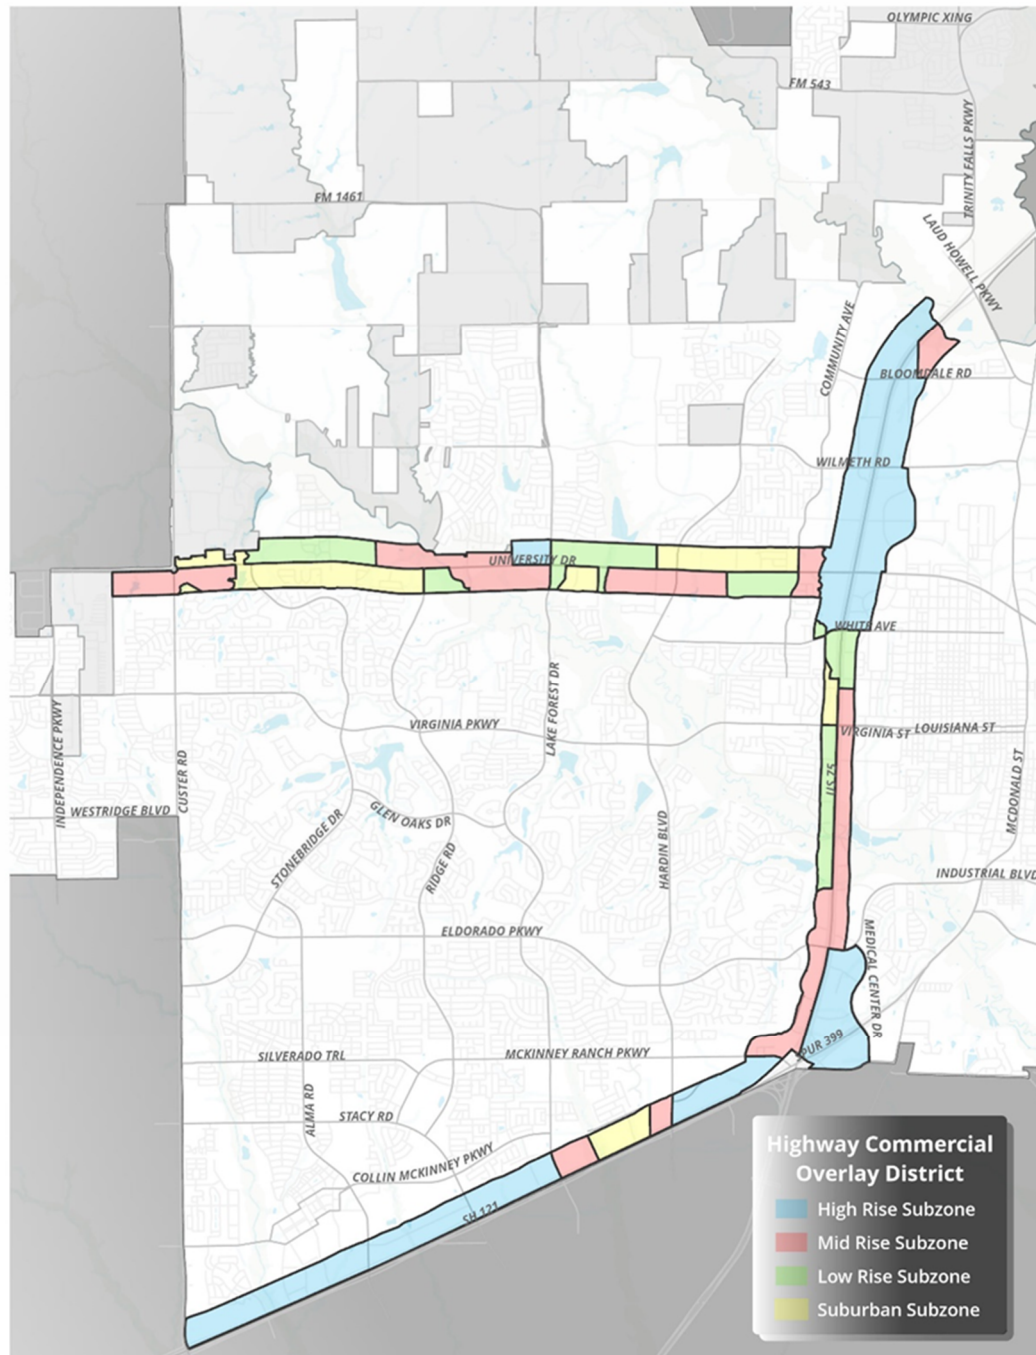 OLYMPIC XING
FM 543
TRINITY FALLS PKWY
FM 1461
LAUD HOWELL PKWY
COMMUNITY AVE
BLOOMDALE RD
WILMETH RD
UNIVERSITY DR
WHITE AVE
LAKE FOREST DR
VIRGINIA PKWY
VIRGINIA ST
LOUISIANA ST
INDEPENDENCE PKWY
CUSTER RD
US 75
MCDONALD ST
WESTRIDGE BLVD
GLEN OAKS DR
STONEBRIDGE DR
RIDGE RD
HARDIN BLVD
INDUSTRIAL BLVD
ELDORADO PKWY
MEDICAL CENTER DR
SPUR 399
SILVERADO TRL
MCKINNEY RANCH PKWY
ALMA RD
STACY RD
COLLIN MCKINNEY PKWY
SH 121
Highway Commercial
Overlay District
High Rise Subzone
Mid Rise Subzone
Low Rise Subzone
Suburban Subzone